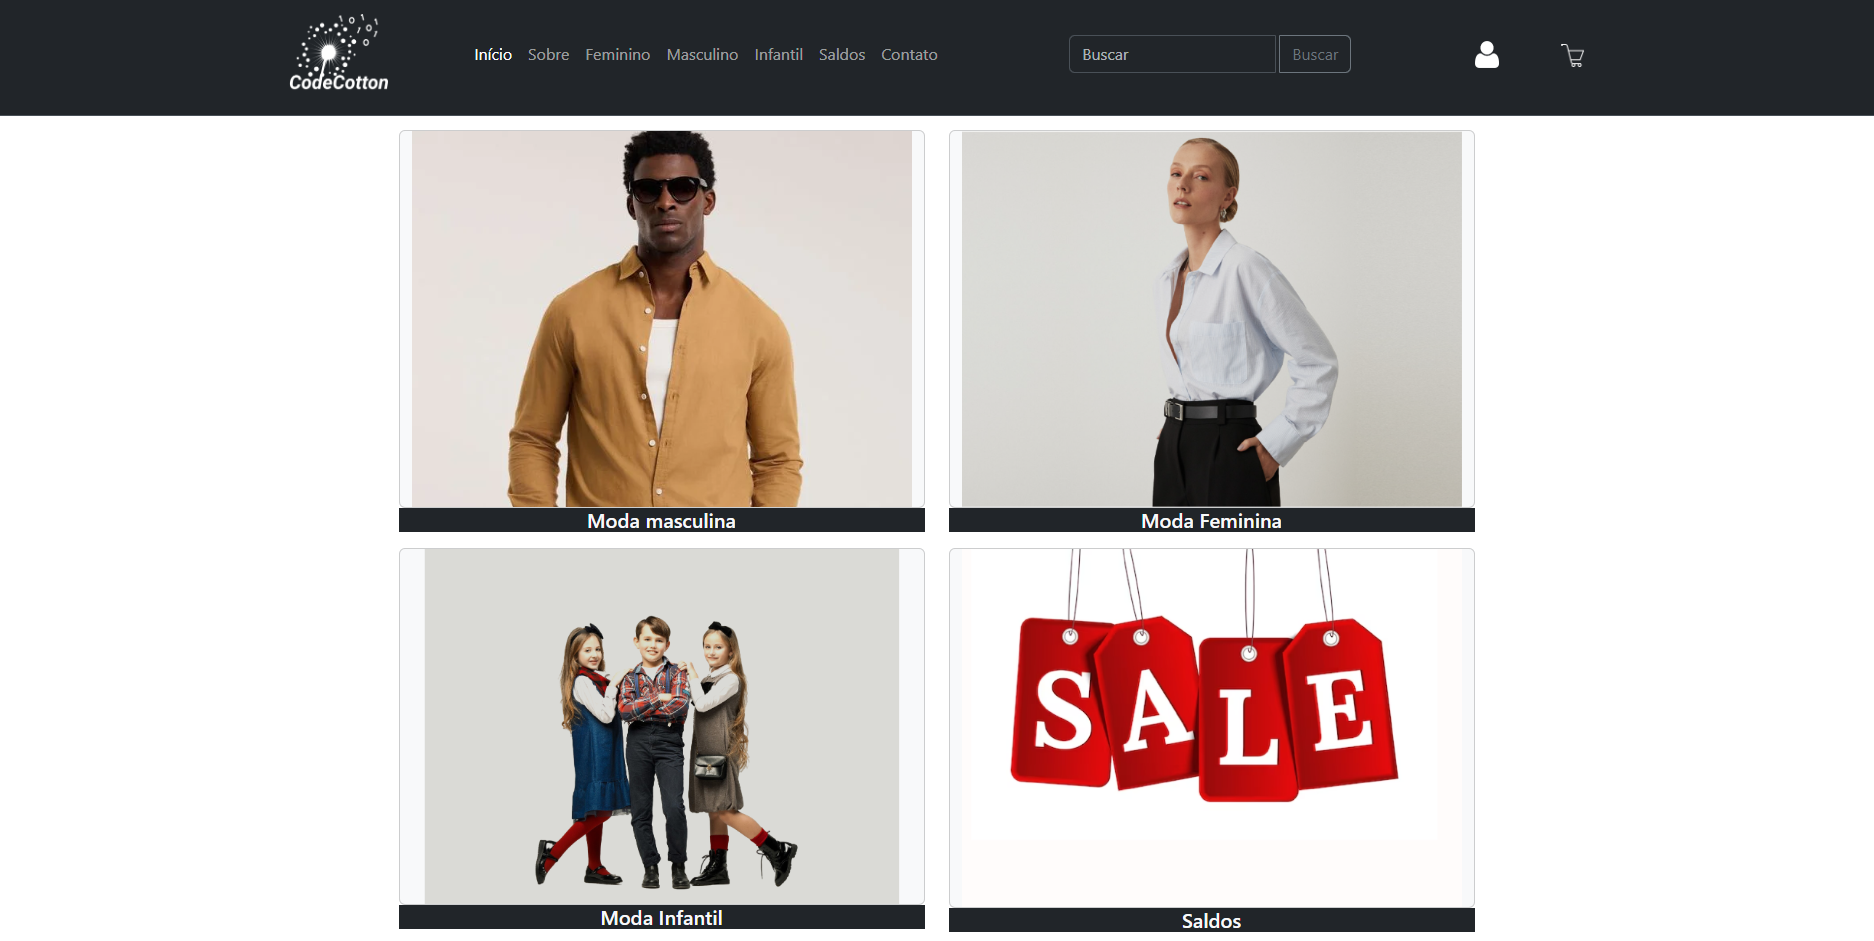 CodeCotton
Início Sobre Feminino Masculino Infantil Saldos Contato
Buscar Buscar
Moda masculina
Moda Feminina
Moda Infantil
SALE
Saldos